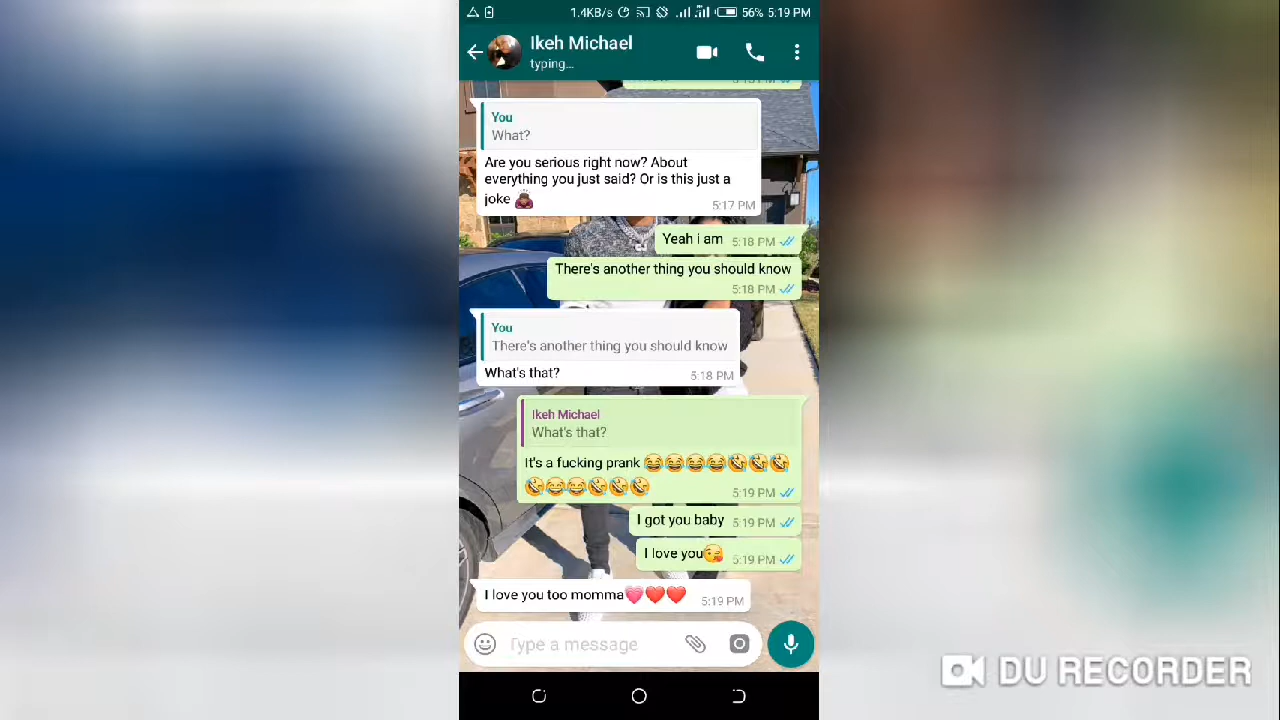 1.4KB/s 56% 5:19 PM
Ikeh Michael
typing...
You
What?
Are you serious right now? About
everything you just said? Or is this just a
joke 🤷🏾
5:17 PM
Yeah i am 5:18 PM
There's another thing you should know
5:18 PM
You
There's another thing you should know
What's that? 5:18 PM
Ikeh Michael
What's that?
It's a fucking prank 😂😂😂😂🤣🤣🤣
🤣😂😂🤣🤣🤣 5:19 PM
I got you baby 5:19 PM
I love you😘 5:19 PM
I love you too momma💗❤️❤️ 5:19 PM
Type a message
DU RECORDER